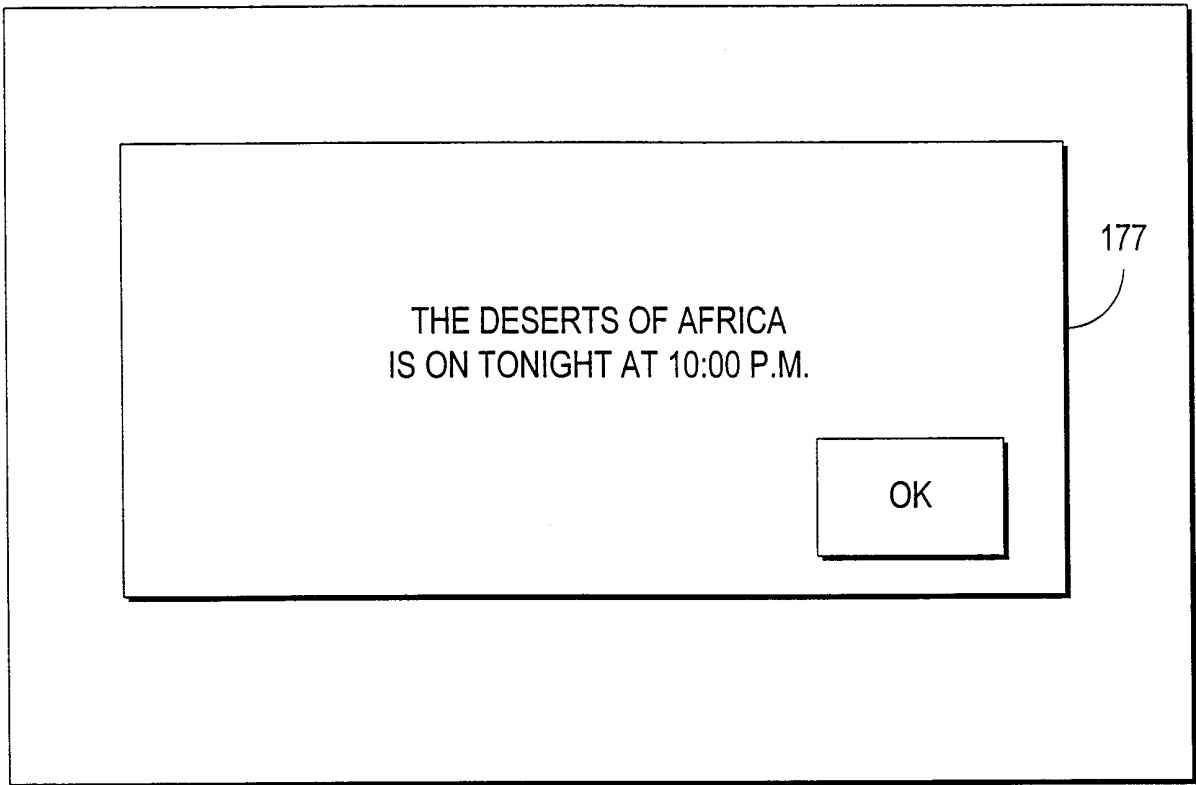 177
THE DESERTS OF AFRICA
IS ON TONIGHT AT 10:00 P.M.
OK